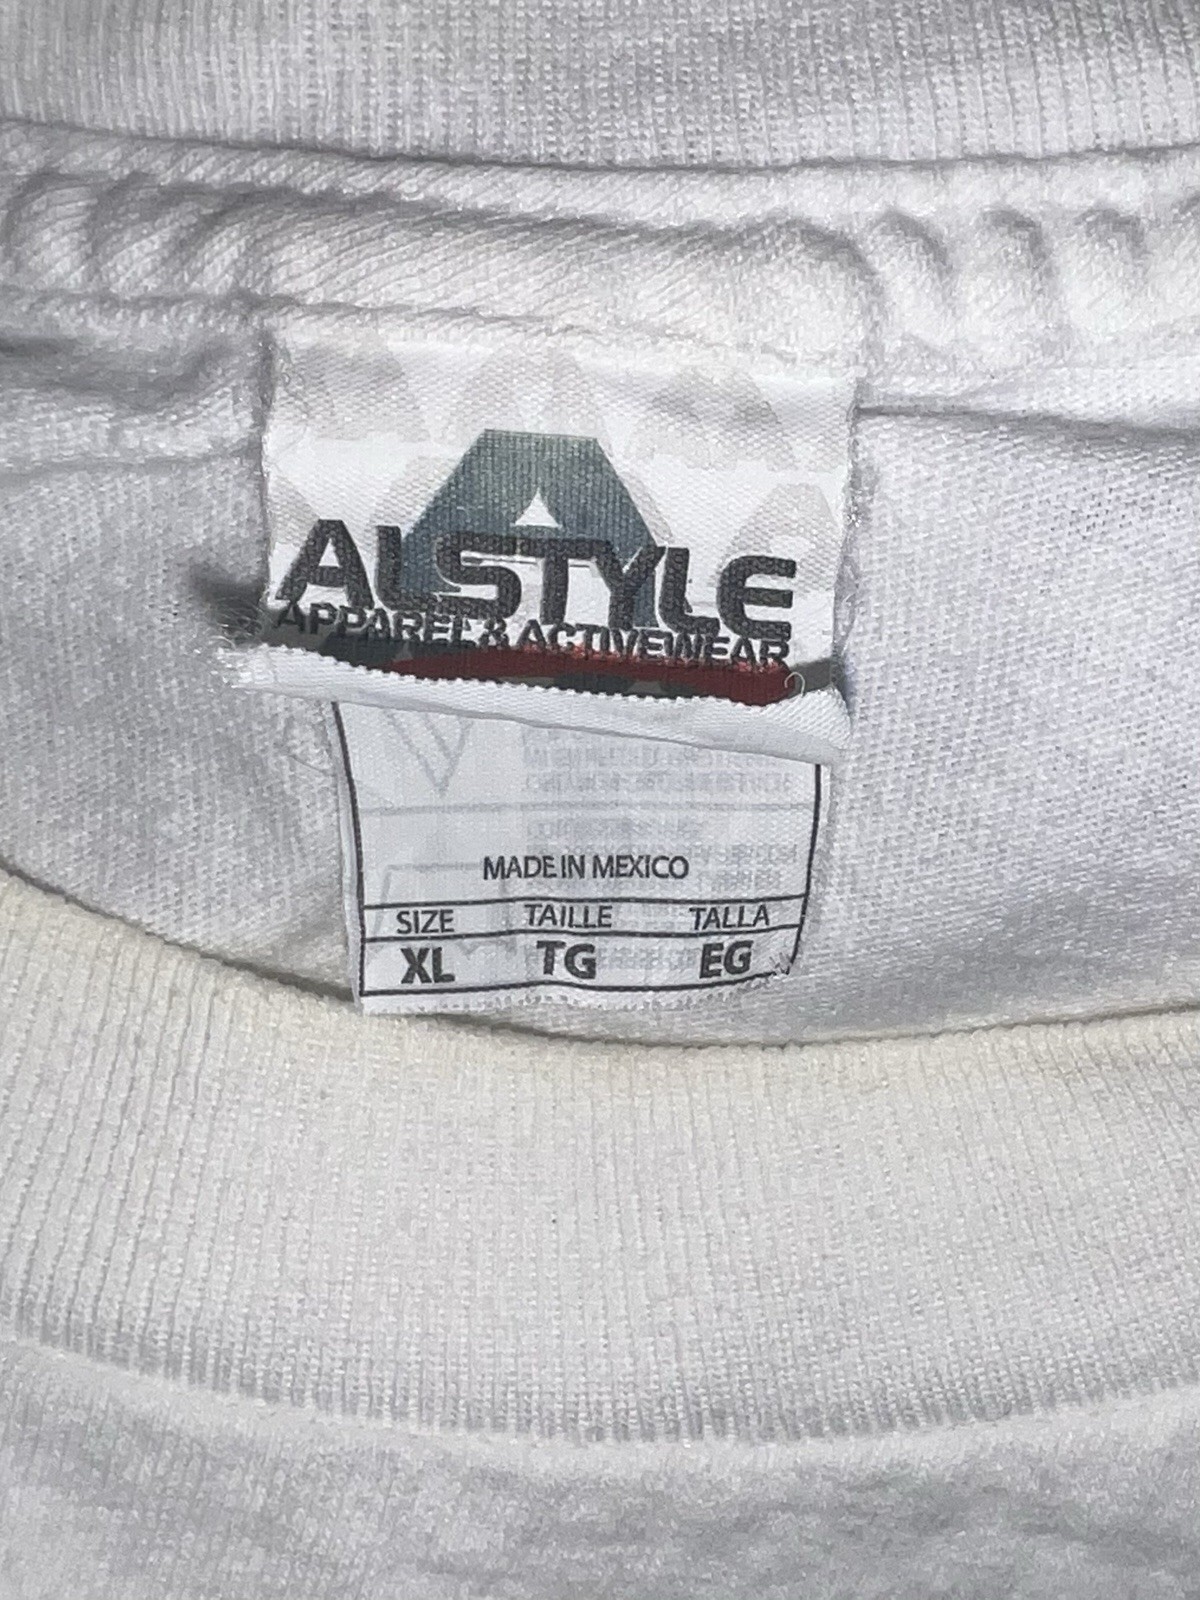 ALSTYLE
APPAREL & ACTIVEWEAR
MADE IN MEXICO
SIZE TAILLE TALLA
XL TG EG